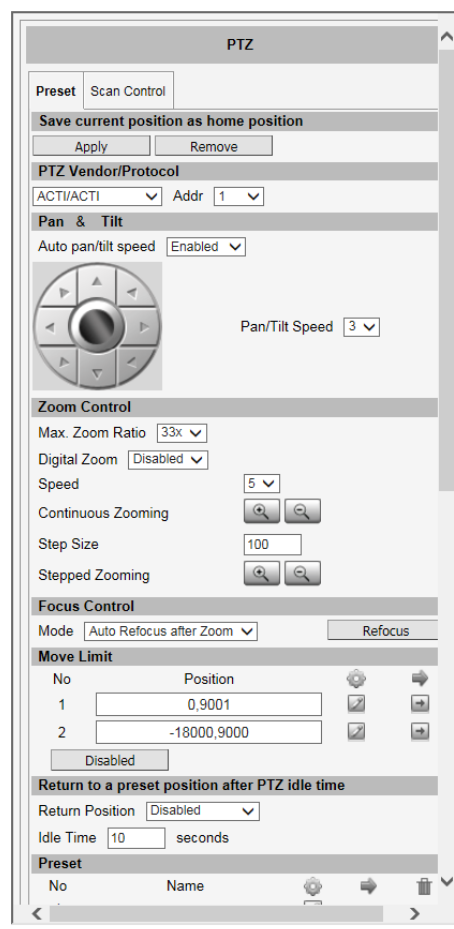 PTZ
Preset Scan Control
Save current position as home position
Apply Remove
PTZ Vendor/Protocol
ACTI/ACTI Addr 1
Pan & Tilt
Auto pan/tilt speed Enabled
Pan/Tilt Speed 3
Zoom Control
Max. Zoom Ratio 33x
Digital Zoom Disabled
Speed 5
Continuous Zooming
Step Size 100
Stepped Zooming
Focus Control
Mode Auto Refocus after Zoom Refocus
Move Limit
No Position
1 0,9001
2 -18000,9000
Disabled
Return to a preset position after PTZ idle time
Return Position Disabled
Idle Time 10 seconds
Preset
No Name